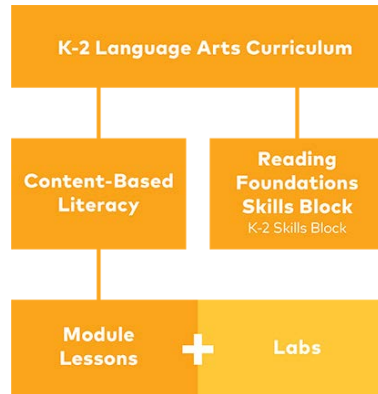 K-2 Language Arts Curriculum
Content-Based
Literacy
Reading
Foundations
Skills Block
K-2 Skills Block
Module
Lessons
+
Labs